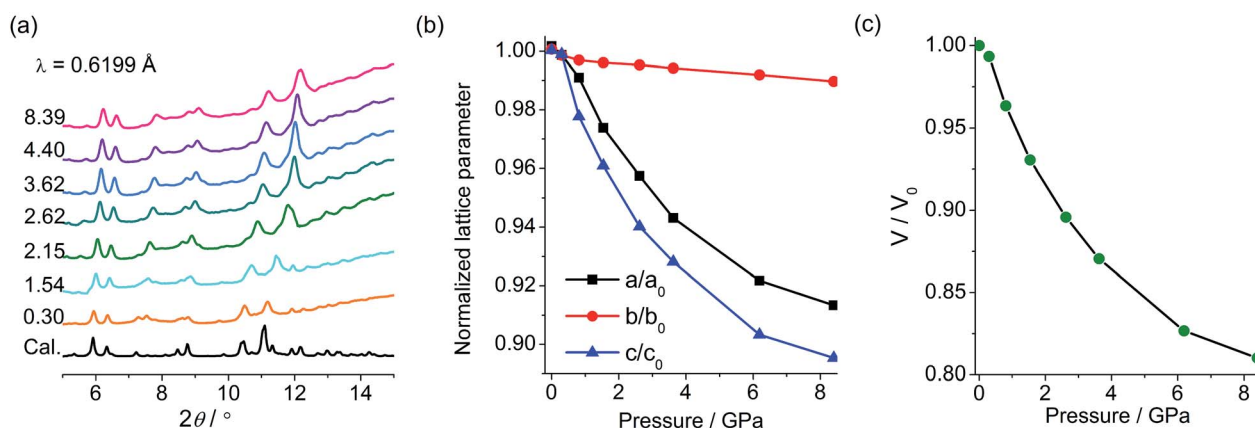 (a)
λ = 0.6199 Å
8.39
4.40
3.62
2.62
2.15
1.54
0.30
Cal.
6 8 10 12 14
2θ / °
(b)
Normalized lattice parameter
1.00
0.98
0.96
0.94
0.92
0.90
a/a₀
b/b₀
c/c₀
0 2 4 6 8
Pressure / GPa
(c)
V / V₀
1.00
0.95
0.90
0.85
0.80
0 2 4 6 8
Pressure / GPa